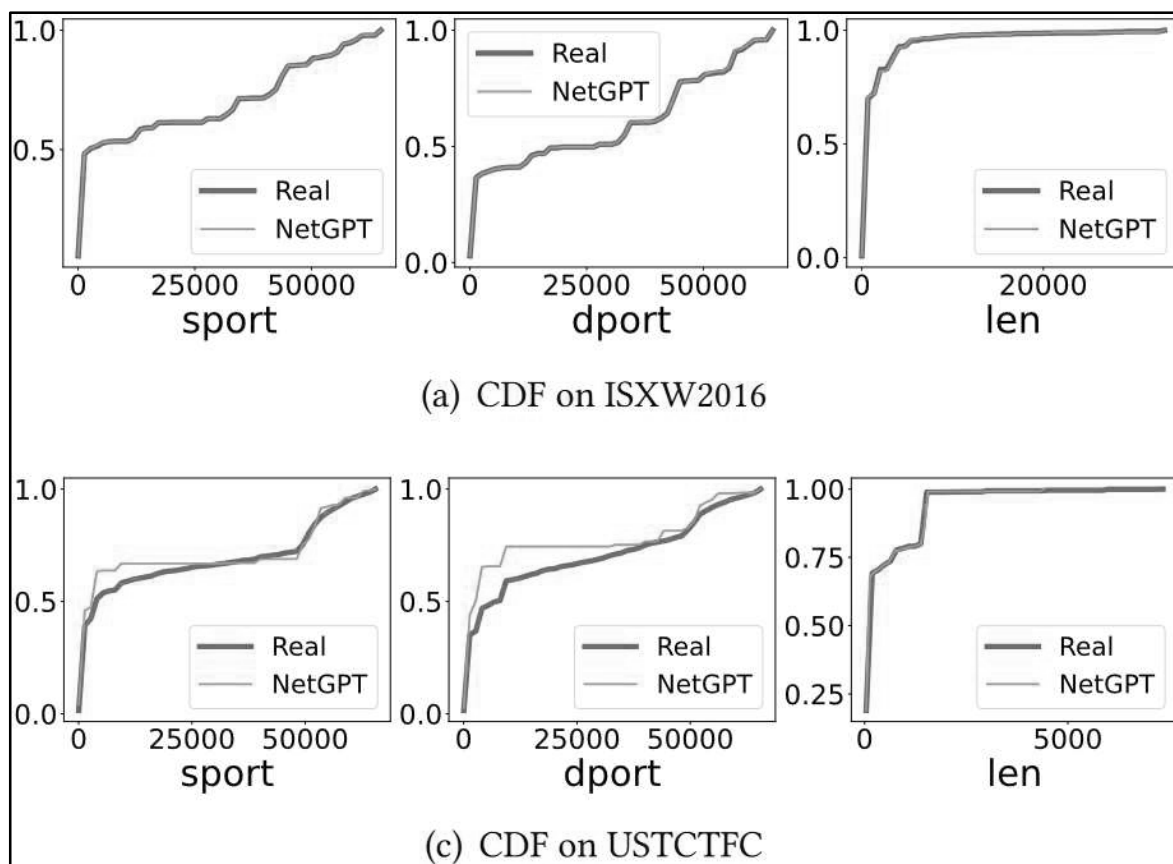 1.0
0.5
0 25000 50000
sport
Real
NetGPT
1.0
0.5
0.0
0 25000 50000
dport
Real
NetGPT
1.0
0.5
0.0
0 20000
len
Real
NetGPT
(a) CDF on ISXW2016
1.0
0.5
0.0
0 25000 50000
sport
Real
NetGPT
1.0
0.5
0.0
0 25000 50000
dport
Real
NetGPT
1.00
0.75
0.50
0.25
0 5000
len
Real
NetGPT
(c) CDF on USTCTFC